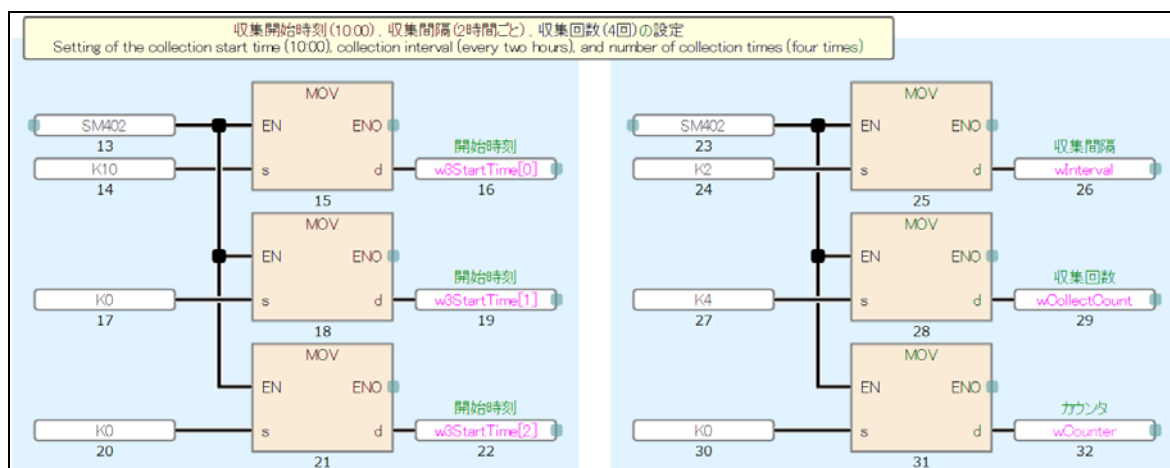 収集開始時刻(10:00)、収集間隔(2時間ごと)、収集回数(4回)の設定
Setting of the collection start time (10:00), collection interval (every two hours), and number of collection times (four times)
MOV
SM402
EN
ENO
開始時刻
13
K10
s
d
w3StartTime[0]
14
15
16
MOV
EN
ENO
開始時刻
K0
s
d
w3StartTime[1]
17
18
19
MOV
EN
ENO
開始時刻
K0
s
d
w3StartTime[2]
20
21
22
MOV
SM402
EN
ENO
収集間隔
23
K2
s
d
wInterval
24
25
26
MOV
EN
ENO
収集回数
K4
s
d
wCollectCount
27
28
29
MOV
EN
ENO
カウンタ
K0
s
d
wCounter
30
31
32